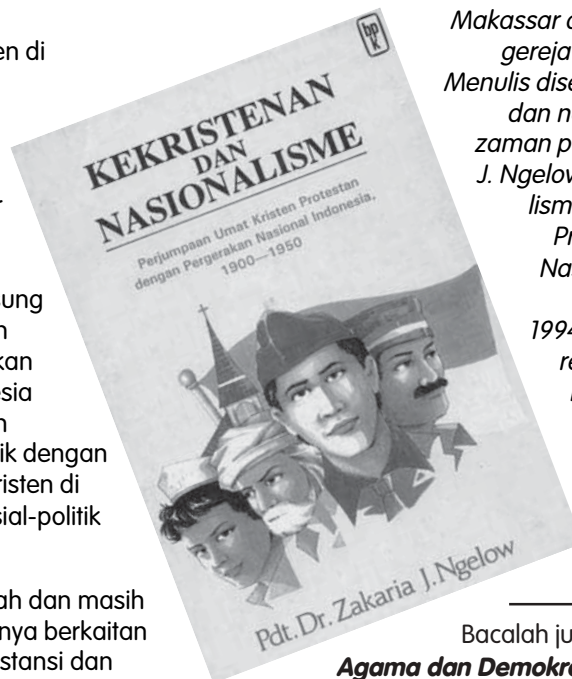 en di
sung
n
kan
esia
n
ik dengan
risten di
sial-politik
ah dan masih
nya berkaitan
stansi dan
bpk
KEKRISTENAN
DAN
NASIONALISME
Perjumpaan Umat Kristen Protestan
dengan Pergerakan Nasional Indonesia,
1900—1950
Pdt. Dr. Zakaria J. Ngelow
Makassar d
gereja
Menulis dise
dan n
zaman p
J. Ngelow
lism
Pr
Na
1994
re
Bacalah ju
Agama dan Demokra